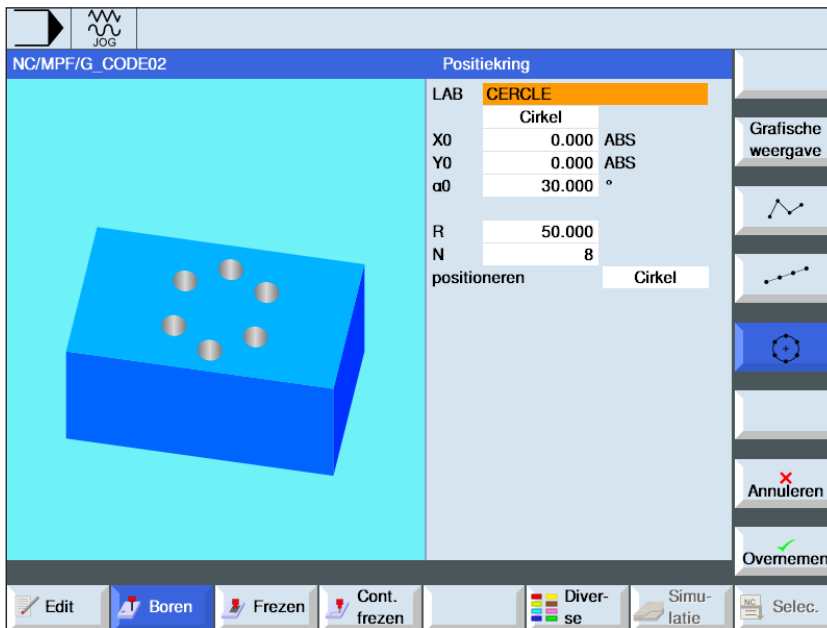 JOG
NC/MPF/G_CODE02
Positiekring
LAB CERCLE
Cirkel
X0 0.000 ABS
Y0 0.000 ABS
α0 30.000 °
R 50.000
N 8
positioneren Cirkel
Grafische
weergave
Annuleren
Overnemen
Edit
Boren
Frezen
Cont.
frezen
Diver-
se
Simu-
latie
NC
Selec.